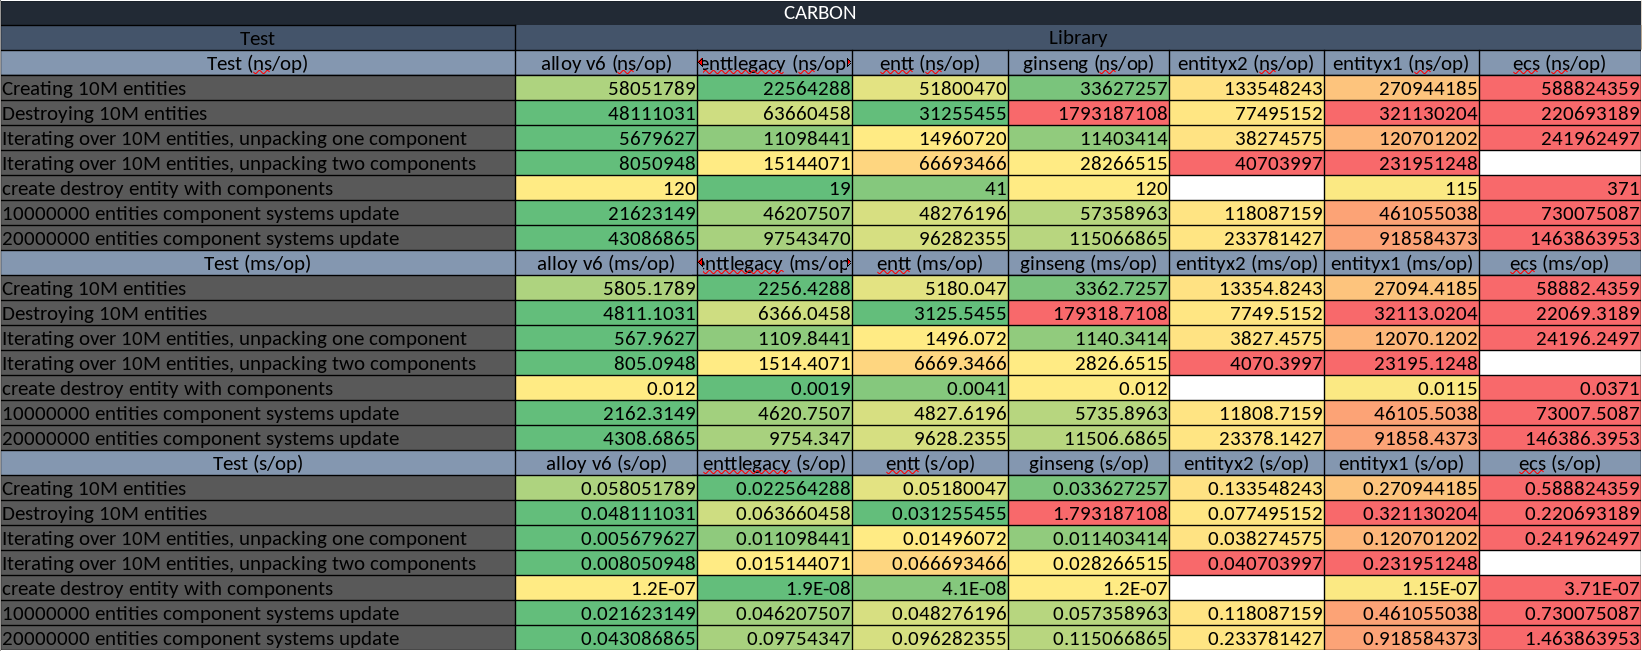 CARBON
Test Library
Test (ns/op) alloy v6 (ns/op) enttlegacy (ns/op entt (ns/op) ginseng (ns/op) entityx2 (ns/op) entityx1 (ns/op) ecs (ns/op)
Creating 10M entities 58051789 22564288 51800470 33627257 133548243 270944185 588824359
Destroying 10M entities 48111031 63660458 31255455 1793187108 77495152 321130204 220693189
Iterating over 10M entities, unpacking one component 5679627 11098441 14960720 11403414 38274575 120701202 241962497
Iterating over 10M entities, unpacking two components 8050948 15144071 66693466 28266515 40703997 231951248
create destroy entity with components 120 19 41 120 115 371
10000000 entities component systems update 21623149 46207507 48276196 57358963 118087159 461055038 730075087
20000000 entities component systems update 43086865 97543470 96282355 115066865 233781427 918584373 1463863953
Test (ms/op) alloy v6 (ms/op) nttlegacy (ms/op entt (ms/op) ginseng (ms/op) entityx2 (ms/op) entityx1 (ms/op) ecs (ms/op)
Creating 10M entities 5805.1789 2256.4288 5180.047 3362.7257 13354.8243 27094.4185 58882.4359
Destroying 10M entities 4811.1031 6366.0458 3125.5455 179318.7108 7749.5152 32113.0204 22069.3189
Iterating over 10M entities, unpacking one component 567.9627 1109.8441 1496.072 1140.3414 3827.4575 12070.1202 24196.2497
Iterating over 10M entities, unpacking two components 805.0948 1514.4071 6669.3466 2826.6515 4070.3997 23195.1248
create destroy entity with components 0.012 0.0019 0.0041 0.012 0.0115 0.0371
10000000 entities component systems update 2162.3149 4620.7507 4827.6196 5735.8963 11808.7159 46105.5038 73007.5087
20000000 entities component systems update 4308.6865 9754.347 9628.2355 11506.6865 23378.1427 91858.4373 146386.3953
Test (s/op) alloy v6 (s/op) enttlegacy (s/op) entt (s/op) ginseng (s/op) entityx2 (s/op) entityx1 (s/op) ecs (s/op)
Creating 10M entities 0.058051789 0.022564288 0.05180047 0.033627257 0.133548243 0.270944185 0.588824359
Destroying 10M entities 0.048111031 0.063660458 0.031255455 1.793187108 0.077495152 0.321130204 0.220693189
Iterating over 10M entities, unpacking one component 0.005679627 0.011098441 0.01496072 0.011403414 0.038274575 0.120701202 0.241962497
Iterating over 10M entities, unpacking two components 0.008050948 0.015144071 0.066693466 0.028266515 0.040703997 0.231951248
create destroy entity with components 1.2E-07 1.9E-08 4.1E-08 1.2E-07 1.15E-07 3.71E-07
10000000 entities component systems update 0.021623149 0.046207507 0.048276196 0.057358963 0.118087159 0.461055038 0.730075087
20000000 entities component systems update 0.043086865 0.09754347 0.096282355 0.115066865 0.233781427 0.918584373 1.463863953